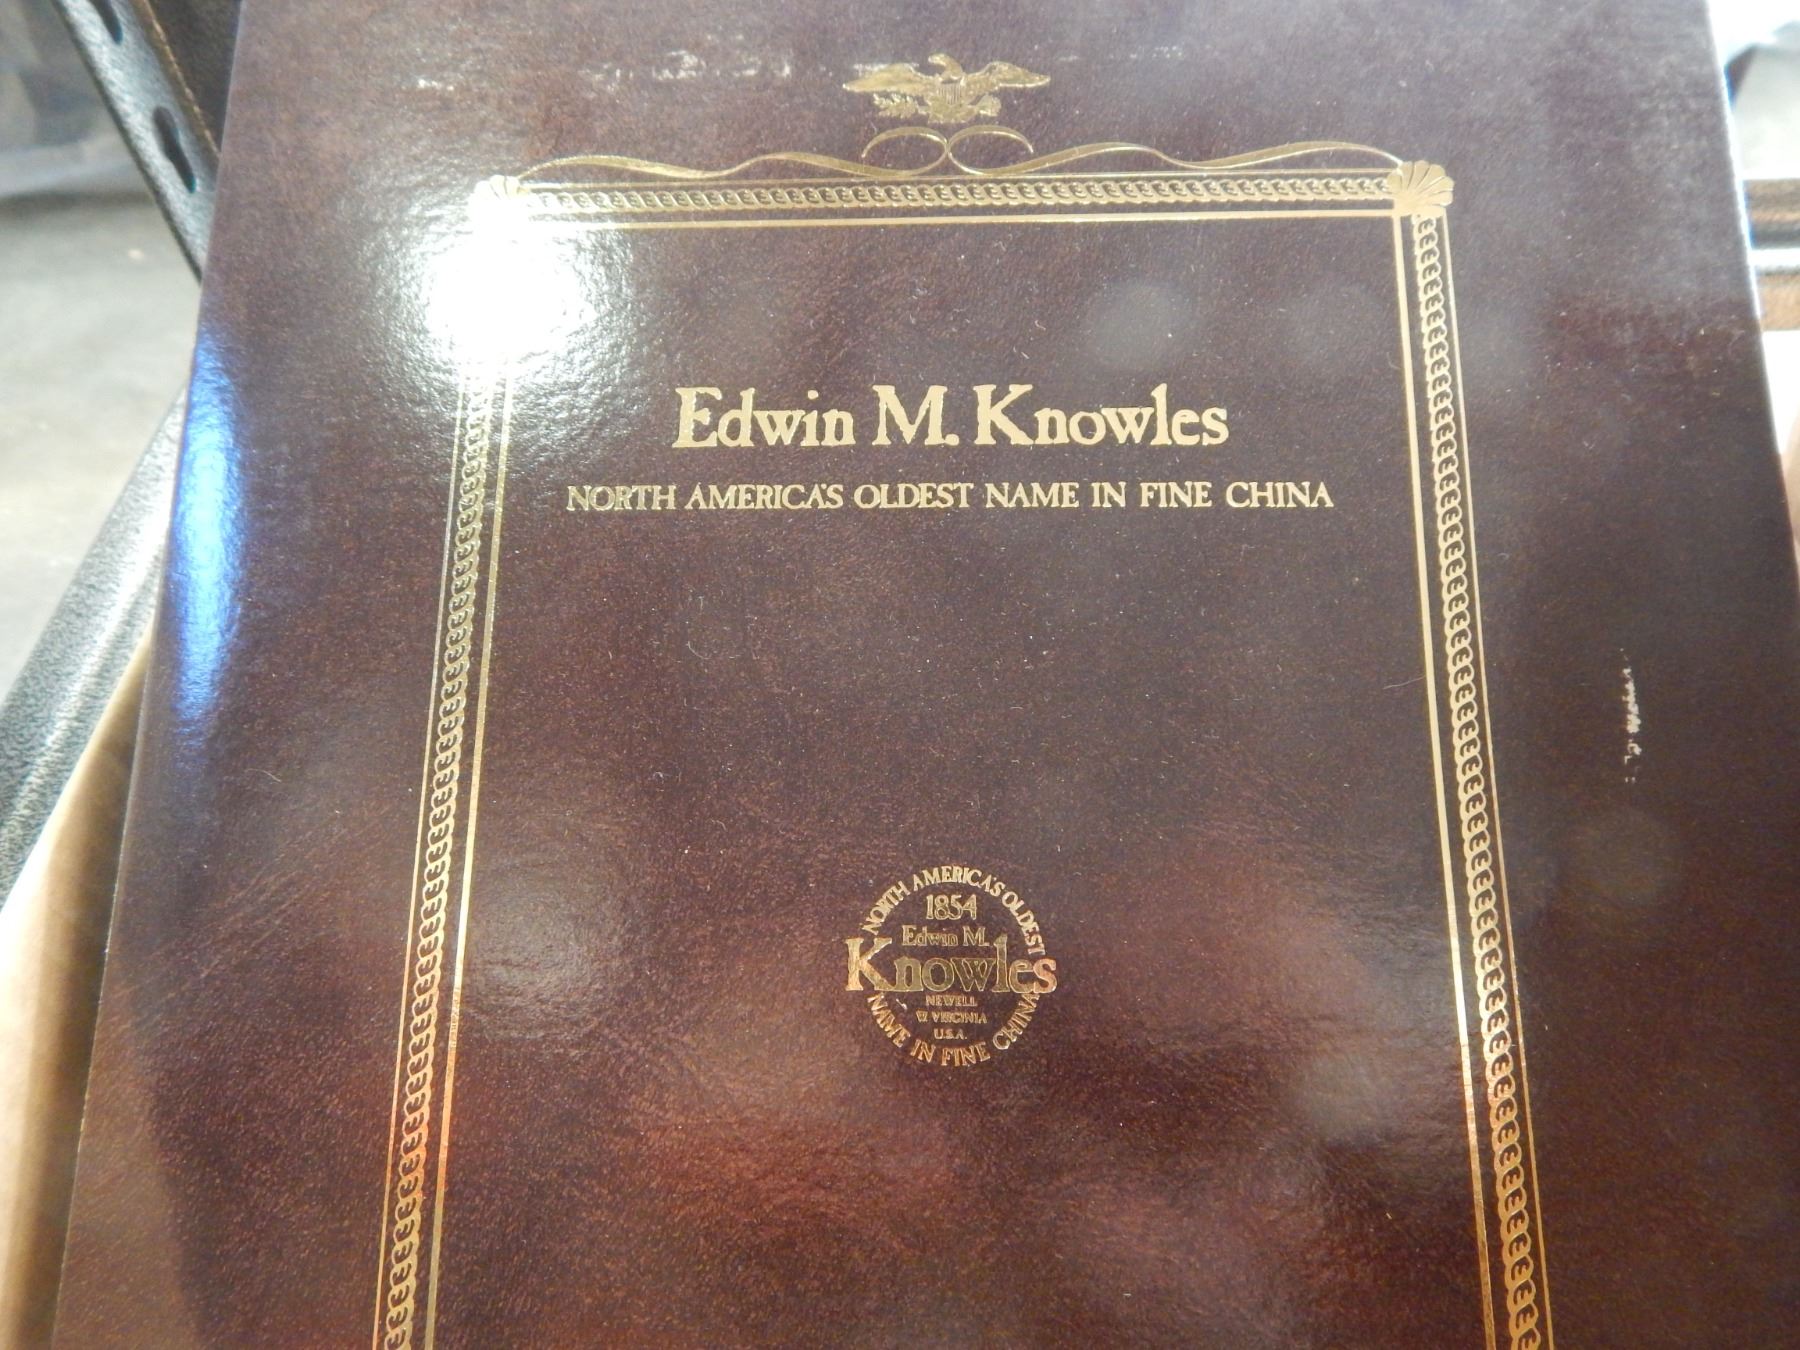 Edwin M. Knowles
NORTH AMERICA'S OLDEST NAME IN FINE CHINA
NORTH AMERICA'S OLDEST
1854
Edwin M.
Knowles
NEWELL
W. VIRGINIA
U.S.A.
NAME IN FINE CHINA